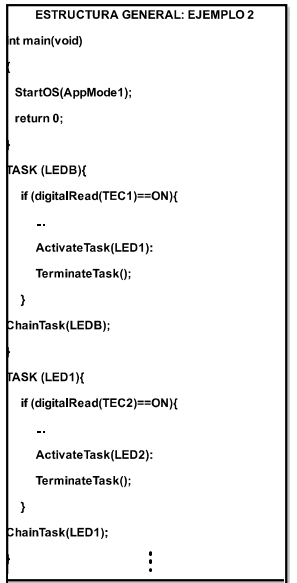 ESTRUCTURA GENERAL: EJEMPLO 2
int main(void)
{
StartOS(AppMode1);
return 0;
}
TASK (LEDB){
if (digitalRead(TEC1)==ON){
...
ActivateTask(LED1):
TerminateTask();
}
ChainTask(LEDB);
}
TASK (LED1){
if (digitalRead(TEC2)==ON){
...
ActivateTask(LED2):
TerminateTask();
}
ChainTask(LED1);
}
⋮